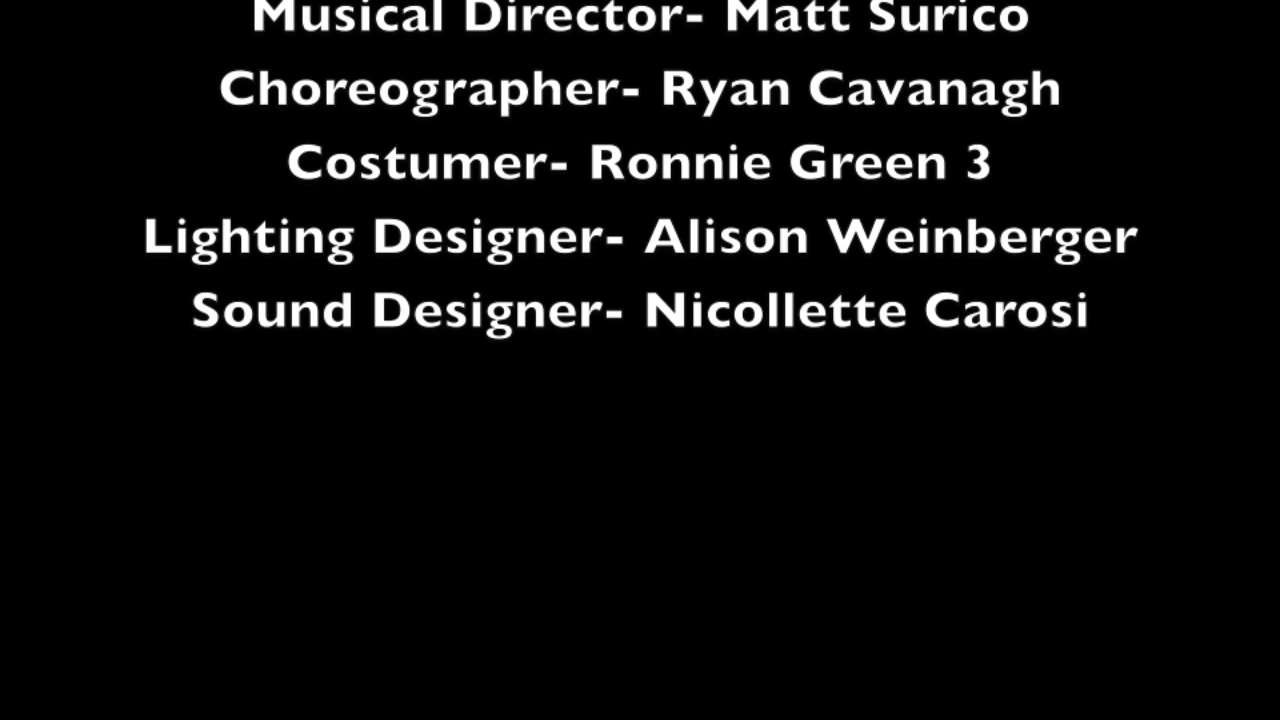 Musical Director- Matt Surico
Choreographer- Ryan Cavanagh
Costumer- Ronnie Green 3
Lighting Designer- Alison Weinberger
Sound Designer- Nicollette Carosi